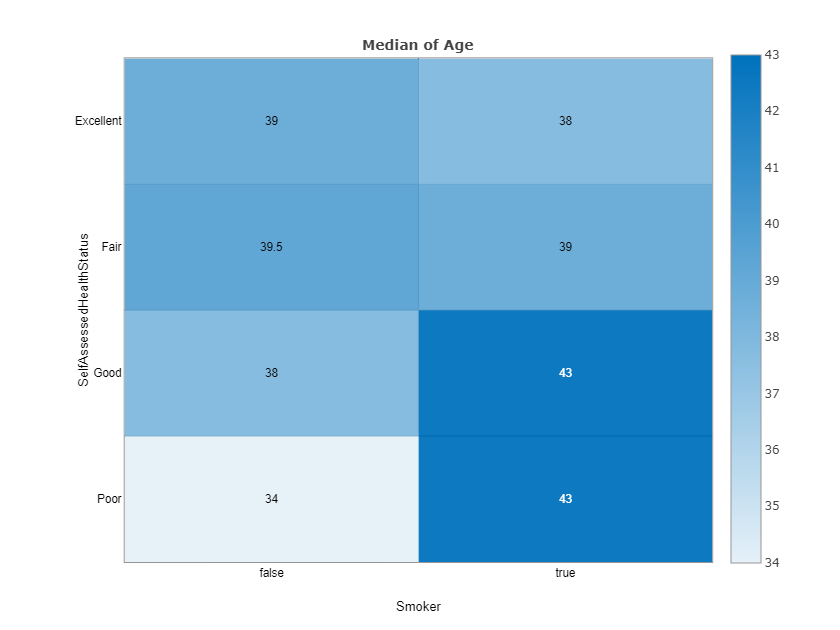 Median of Age
SelfAssessedHealthStatus
Excellent
39
38
Fair
39.5
39
Good
38
43
Poor
34
43
false
true
Smoker
43
42
41
40
39
38
37
36
35
34